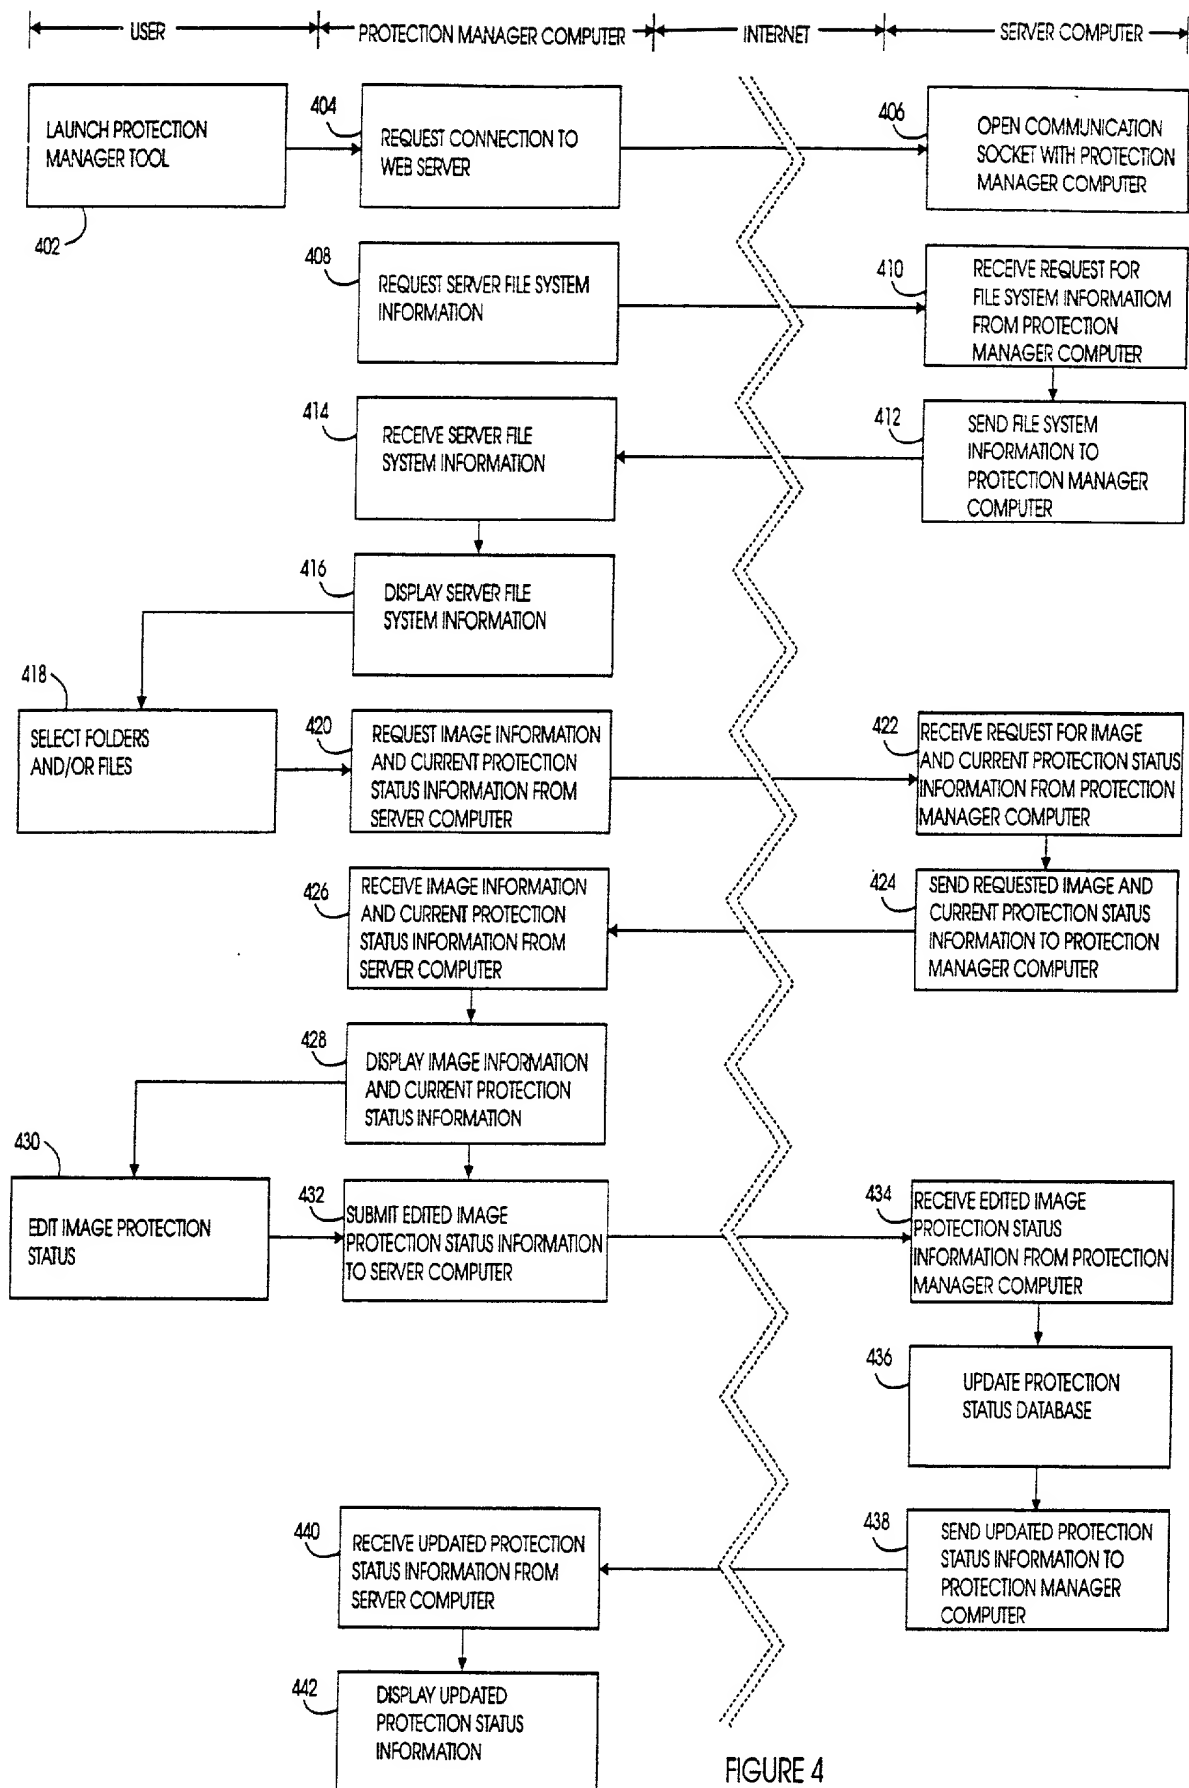 USER PROTECTION MANAGER COMPUTER INTERNET SERVER COMPUTER
402
LAUNCH PROTECTION
MANAGER TOOL
404
REQUEST CONNECTION TO
WEB SERVER
406
OPEN COMMUNICATION
SOCKET WITH PROTECTION
MANAGER COMPUTER
408
REQUEST SERVER FILE SYSTEM
INFORMATION
410
RECEIVE REQUEST FOR
FILE SYSTEM INFORMATIOM
FROM PROTECTION
MANAGER COMPUTER
412
SEND FILE SYSTEM
INFORMATION TO
PROTECTION MANAGER
COMPUTER
414
RECEIVE SERVER FILE
SYSTEM INFORMATION
416
DISPLAY SERVER FILE
SYSTEM INFORMATION
418
SELECT FOLDERS
AND/OR FILES
420
REQUEST IMAGE INFORMATION
AND CURRENT PROTECTION
STATUS INFORMATION FROM
SERVER COMPUTER
422
RECEIVE REQUEST FOR IMAGE
AND CURRENT PROTECTION STATUS
INFORMATION FROM PROTECTION
MANAGER COMPUTER
424
SEND REQUESTED IMAGE AND
CURRENT PROTECTION STATUS
INFORMATION TO PROTECTION
MANAGER COMPUTER
426
RECEIVE IMAGE INFORMATION
AND CURRENT PROTECTION
STATUS INFORMATION FROM
SERVER COMPUTER
428
DISPLAY IMAGE INFORMATION
AND CURRENT PROTECTION
STATUS INFORMATION
430
EDIT IMAGE PROTECTION
STATUS
432
SUBMIT EDITED IMAGE
PROTECTION STATUS INFORMATION
TO SERVER COMPUTER
434
RECEIVE EDITED IMAGE
PROTECTION STATUS
INFORMATION FROM PROTECTION
MANAGER COMPUTER
436
UPDATE PROTECTION
STATUS DATABASE
438
SEND UPDATED PROTECTION
STATUS INFORMATION TO
PROTECTION MANAGER
COMPUTER
440
RECEIVE UPDATED PROTECTION
STATUS INFORMATION FROM
SERVER COMPUTER
442
DISPLAY UPDATED
PROTECTION STATUS
INFORMATION
FIGURE 4